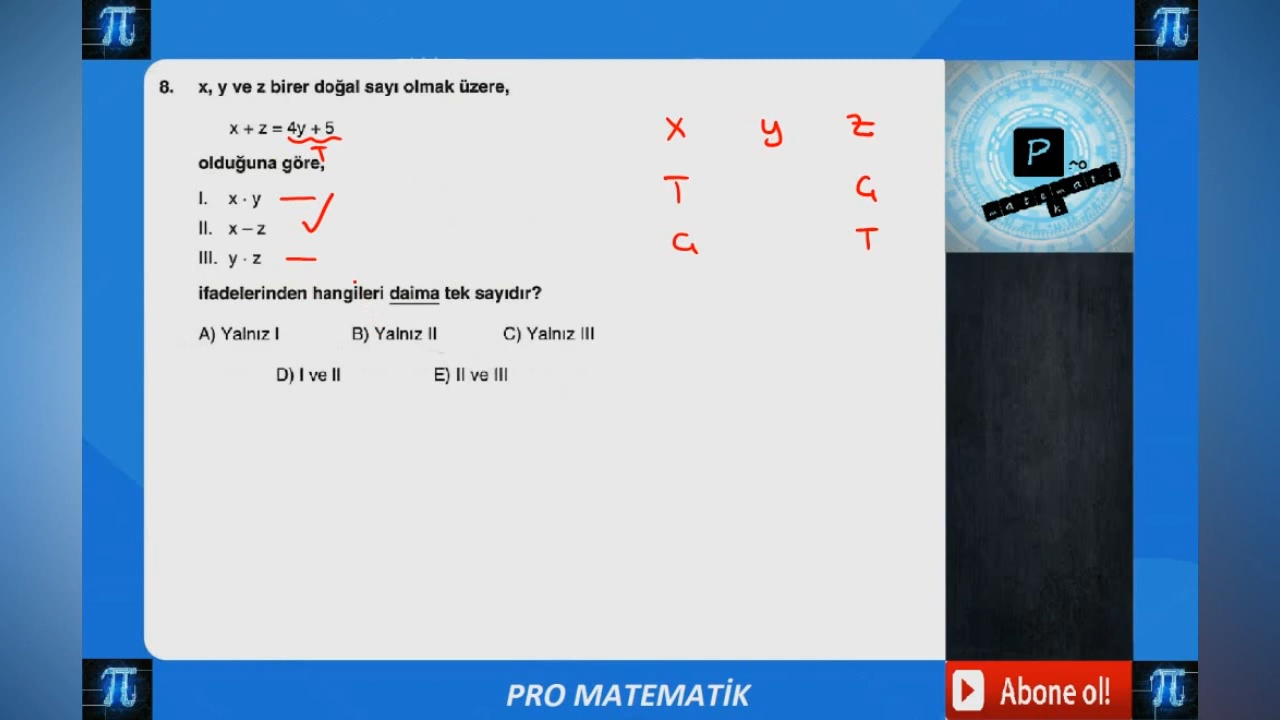 8. x, y ve z birer doğal sayı olmak üzere,
x + z = 4y + 5
T
olduğuna göre,
I. x · y
II. x – z
III. y · z
ifadelerinden hangileri daima tek sayıdır?
A) Yalnız I B) Yalnız II C) Yalnız III
D) I ve II E) II ve III
x y z
T Ç
Ç T
P
matematik
PRO MATEMATİK
Abone ol!